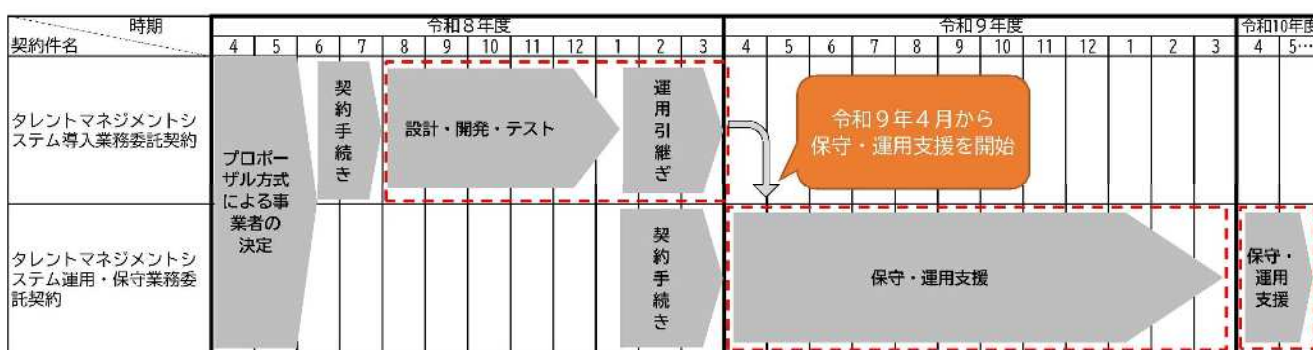 時期
契約件名
令和８年度
令和９年度
令和10年度
4 5 6 7 8 9 10 11 12 1 2 3 4 5 6 7 8 9 10 11 12 1 2 3 4 5…
タレントマネジメントシ
ステム導入業務委託契約
プロポー
ザル方式
による事
業者の
決定
契約手続き
設計・開発・テスト
運用引継ぎ
令和９年４月から
保守・運用支援を開始
タレントマネジメントシ
ステム運用・保守業務委
託契約
契約手続き
保守・運用支援
保守・
運用
支援